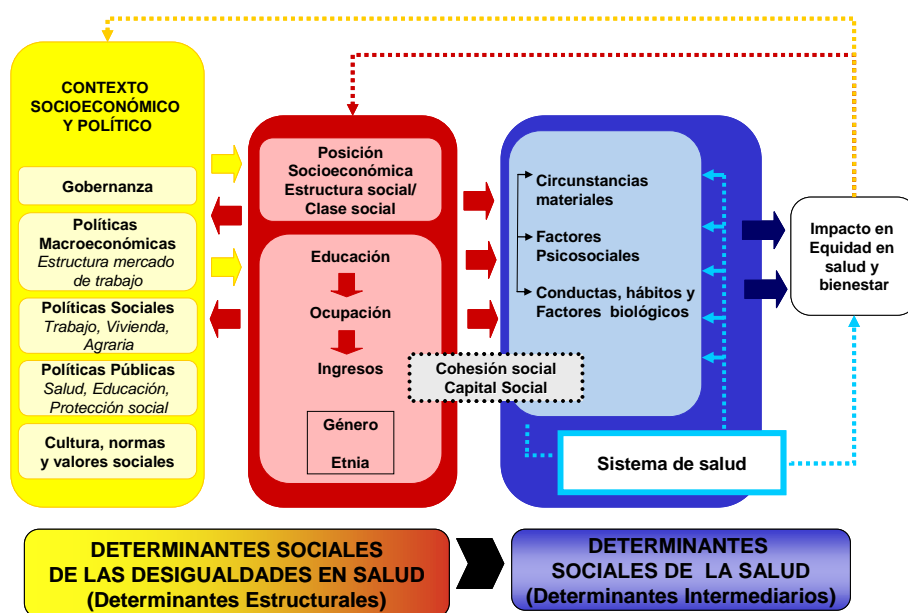 CONTEXTO
SOCIOECONÓMICO
Y POLÍTICO
Gobernanza
Políticas
Macroeconómicas
Estructura mercado
de trabajo
Políticas Sociales
Trabajo, Vivienda,
Agraria
Políticas Públicas
Salud, Educación,
Protección social
Cultura, normas
y valores sociales
Posición
Socioeconómica
Estructura social/
Clase social
Educación
Ocupación
Ingresos
Género
Etnia
Cohesión social
Capital Social
Circunstancias
materiales
Factores
Psicosociales
Conductas, hábitos y
Factores biológicos
Sistema de salud
Impacto en
Equidad en
salud y
bienestar
DETERMINANTES SOCIALES
DE LAS DESIGUALDADES EN SALUD
(Determinantes Estructurales)
DETERMINANTES
SOCIALES DE LA SALUD
(Determinantes Intermediarios)